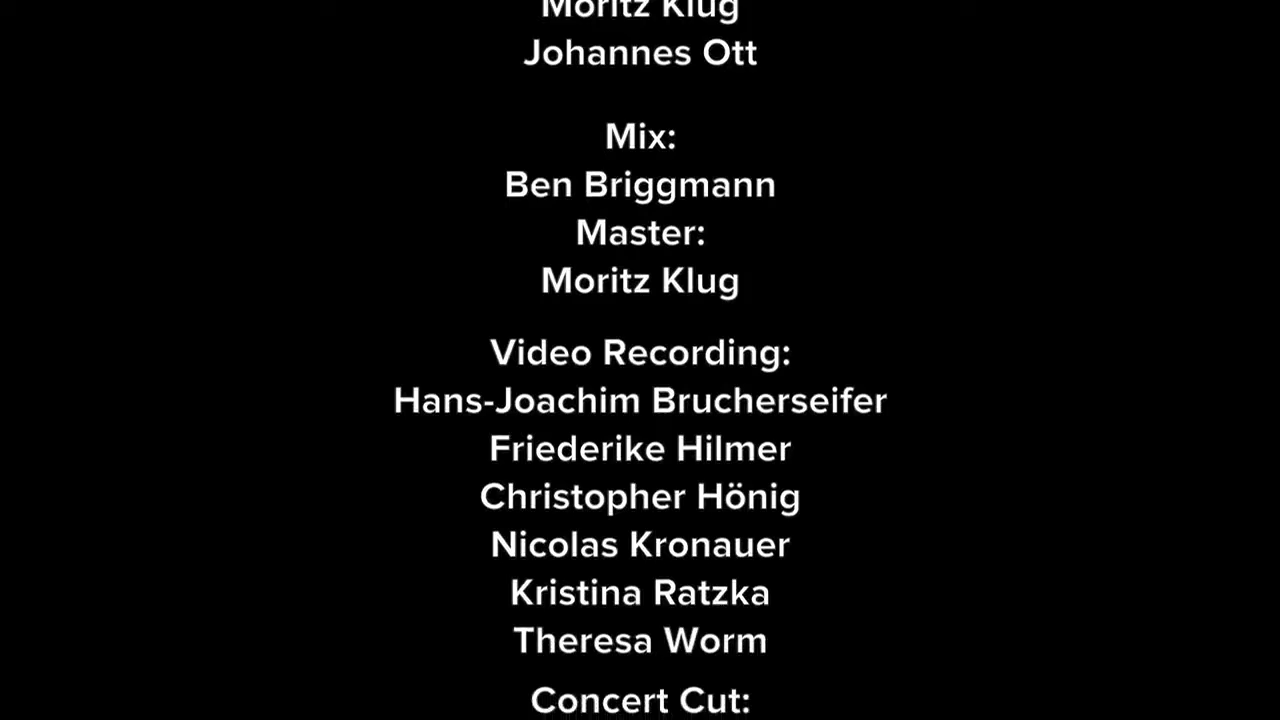 Moritz Klug
Johannes Ott
Mix:
Ben Briggmann
Master:
Moritz Klug
Video Recording:
Hans-Joachim Brucherseifer
Friederike Hilmer
Christopher Hönig
Nicolas Kronauer
Kristina Ratzka
Theresa Worm
Concert Cut: